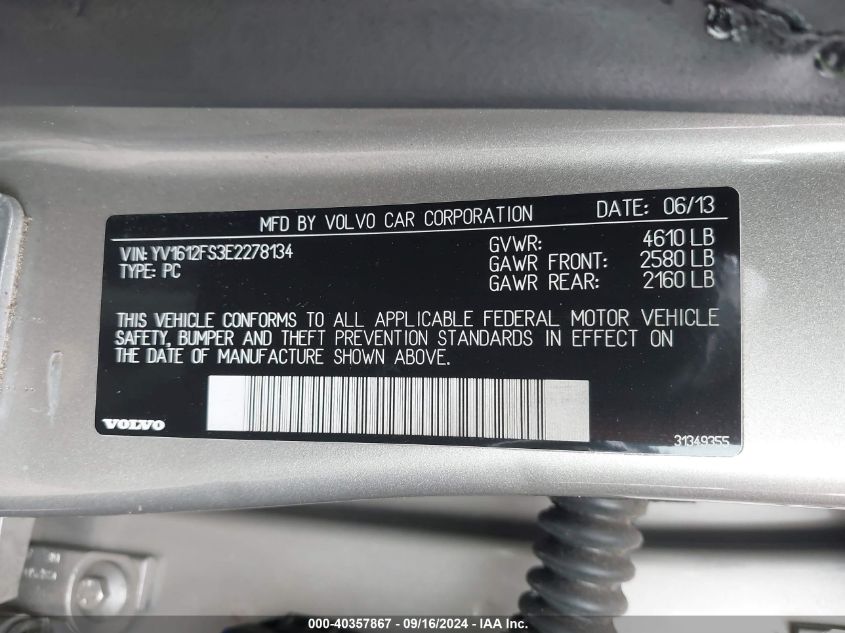 MFD BY VOLVO CAR CORPORATION DATE: 06/13
VIN: YV1612FS3E2278134
TYPE: PC
GVWR: 4610 LB
GAWR FRONT: 2580 LB
GAWR REAR: 2160 LB
THIS VEHICLE CONFORMS TO ALL APPLICABLE FEDERAL MOTOR VEHICLE
SAFETY, BUMPER AND THEFT PREVENTION STANDARDS IN EFFECT ON
THE DATE OF MANUFACTURE SHOWN ABOVE.
VOLVO
31349355
000-40357867 - 09/16/2024 - IAA Inc.